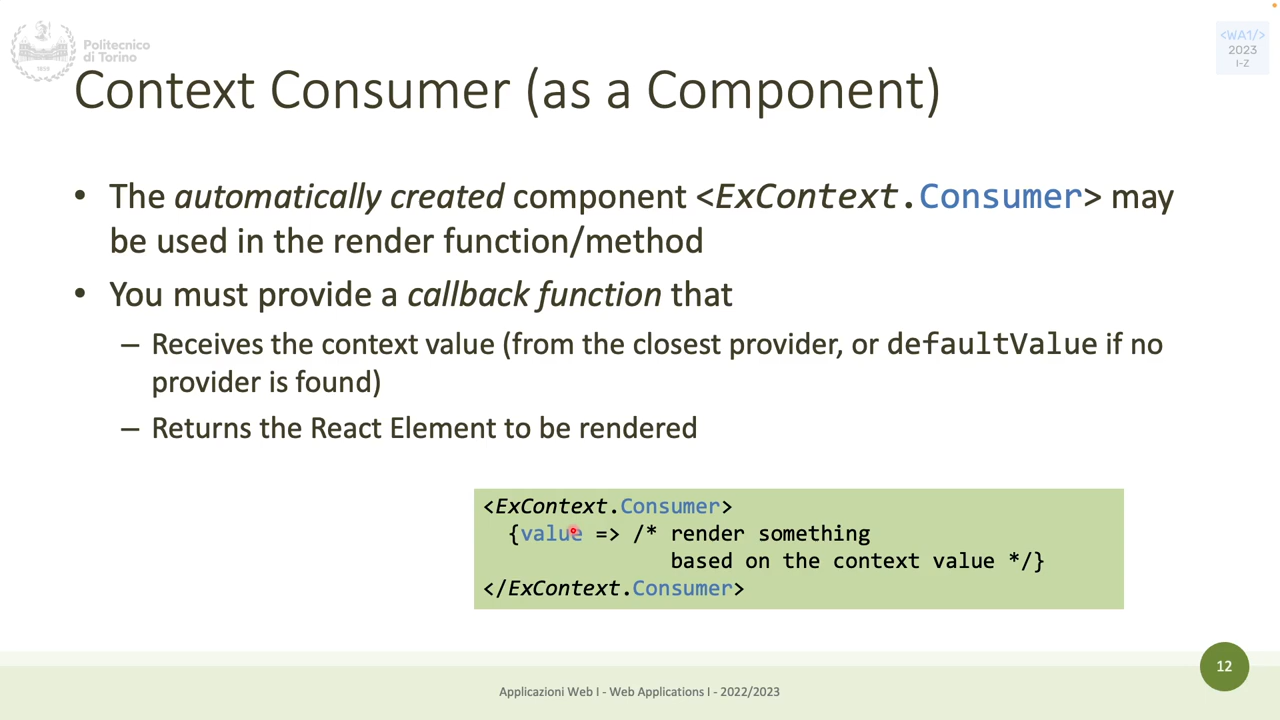 Politecnico
di Torino
1859
<WA1/>
2023
I-Z
Context Consumer (as a Component)
• The automatically created component <ExContext.Consumer> may
be used in the render function/method
• You must provide a callback function that
– Receives the context value (from the closest provider, or defaultValue if no
provider is found)
– Returns the React Element to be rendered
<ExContext.Consumer>
{value => /* render something
based on the context value */}
</ExContext.Consumer>
12
Applicazioni Web I - Web Applications I - 2022/2023